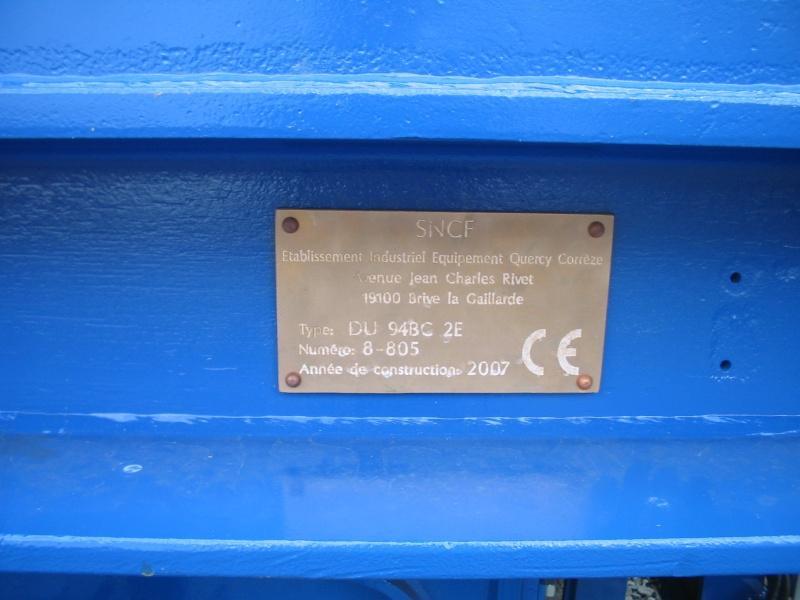 SNCF
Etablissement Industriel Equipement Quercy Corrèze
Avenue Jean Charles Rivet
19100 Brive la Gaillarde
Type: DU 94BC 2E
Numéro: 8-805
Année de construction: 2007
CE